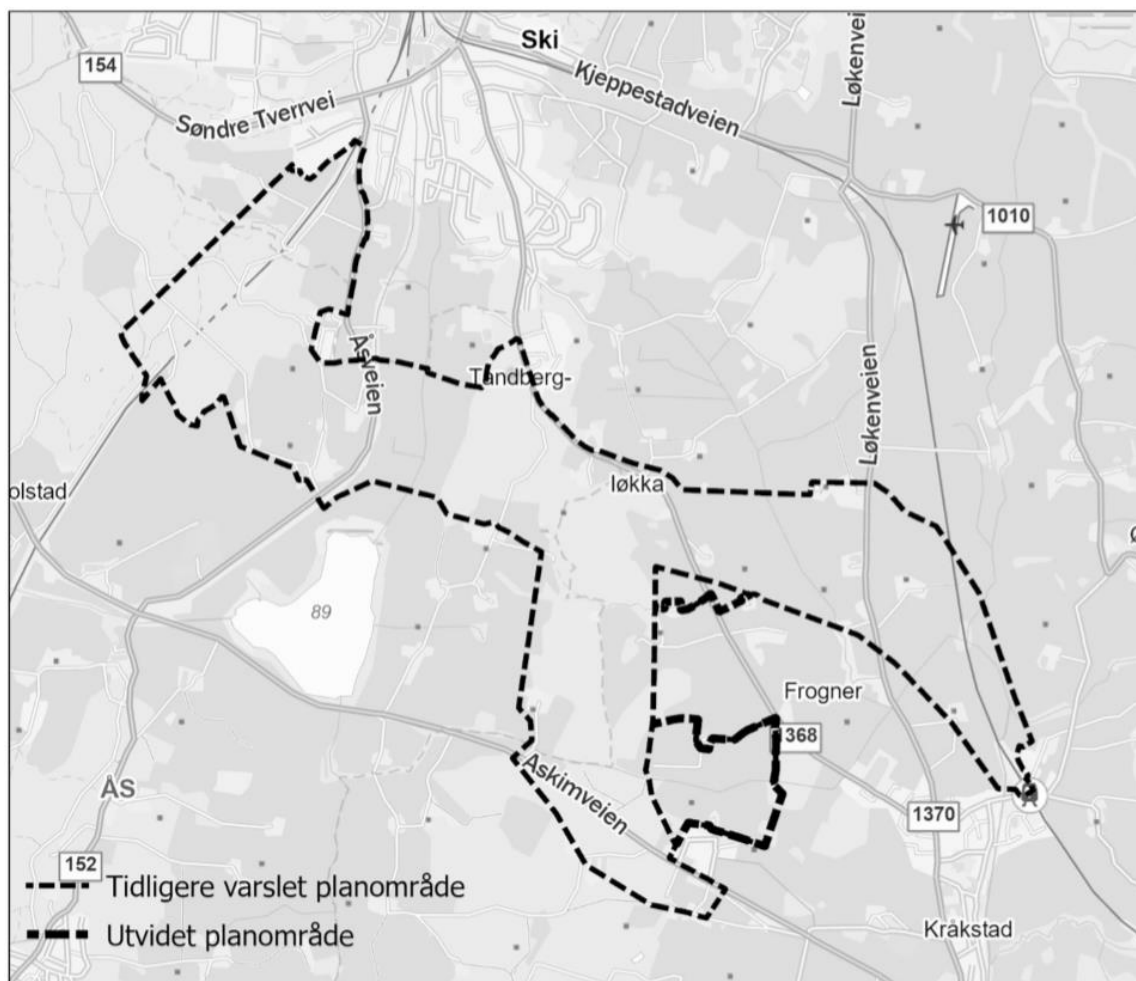 Ski
154
Kjeppestadveien
Løkenvei
Søndre Tverrvei
1010
Åsveien
Tandberg-
Løkenveien
løkka
olstad
89
Frogner
368
Askimveien
ÅS
1370
152
Tidligere varslet planområde
Kråkstad
Utvidet planområde